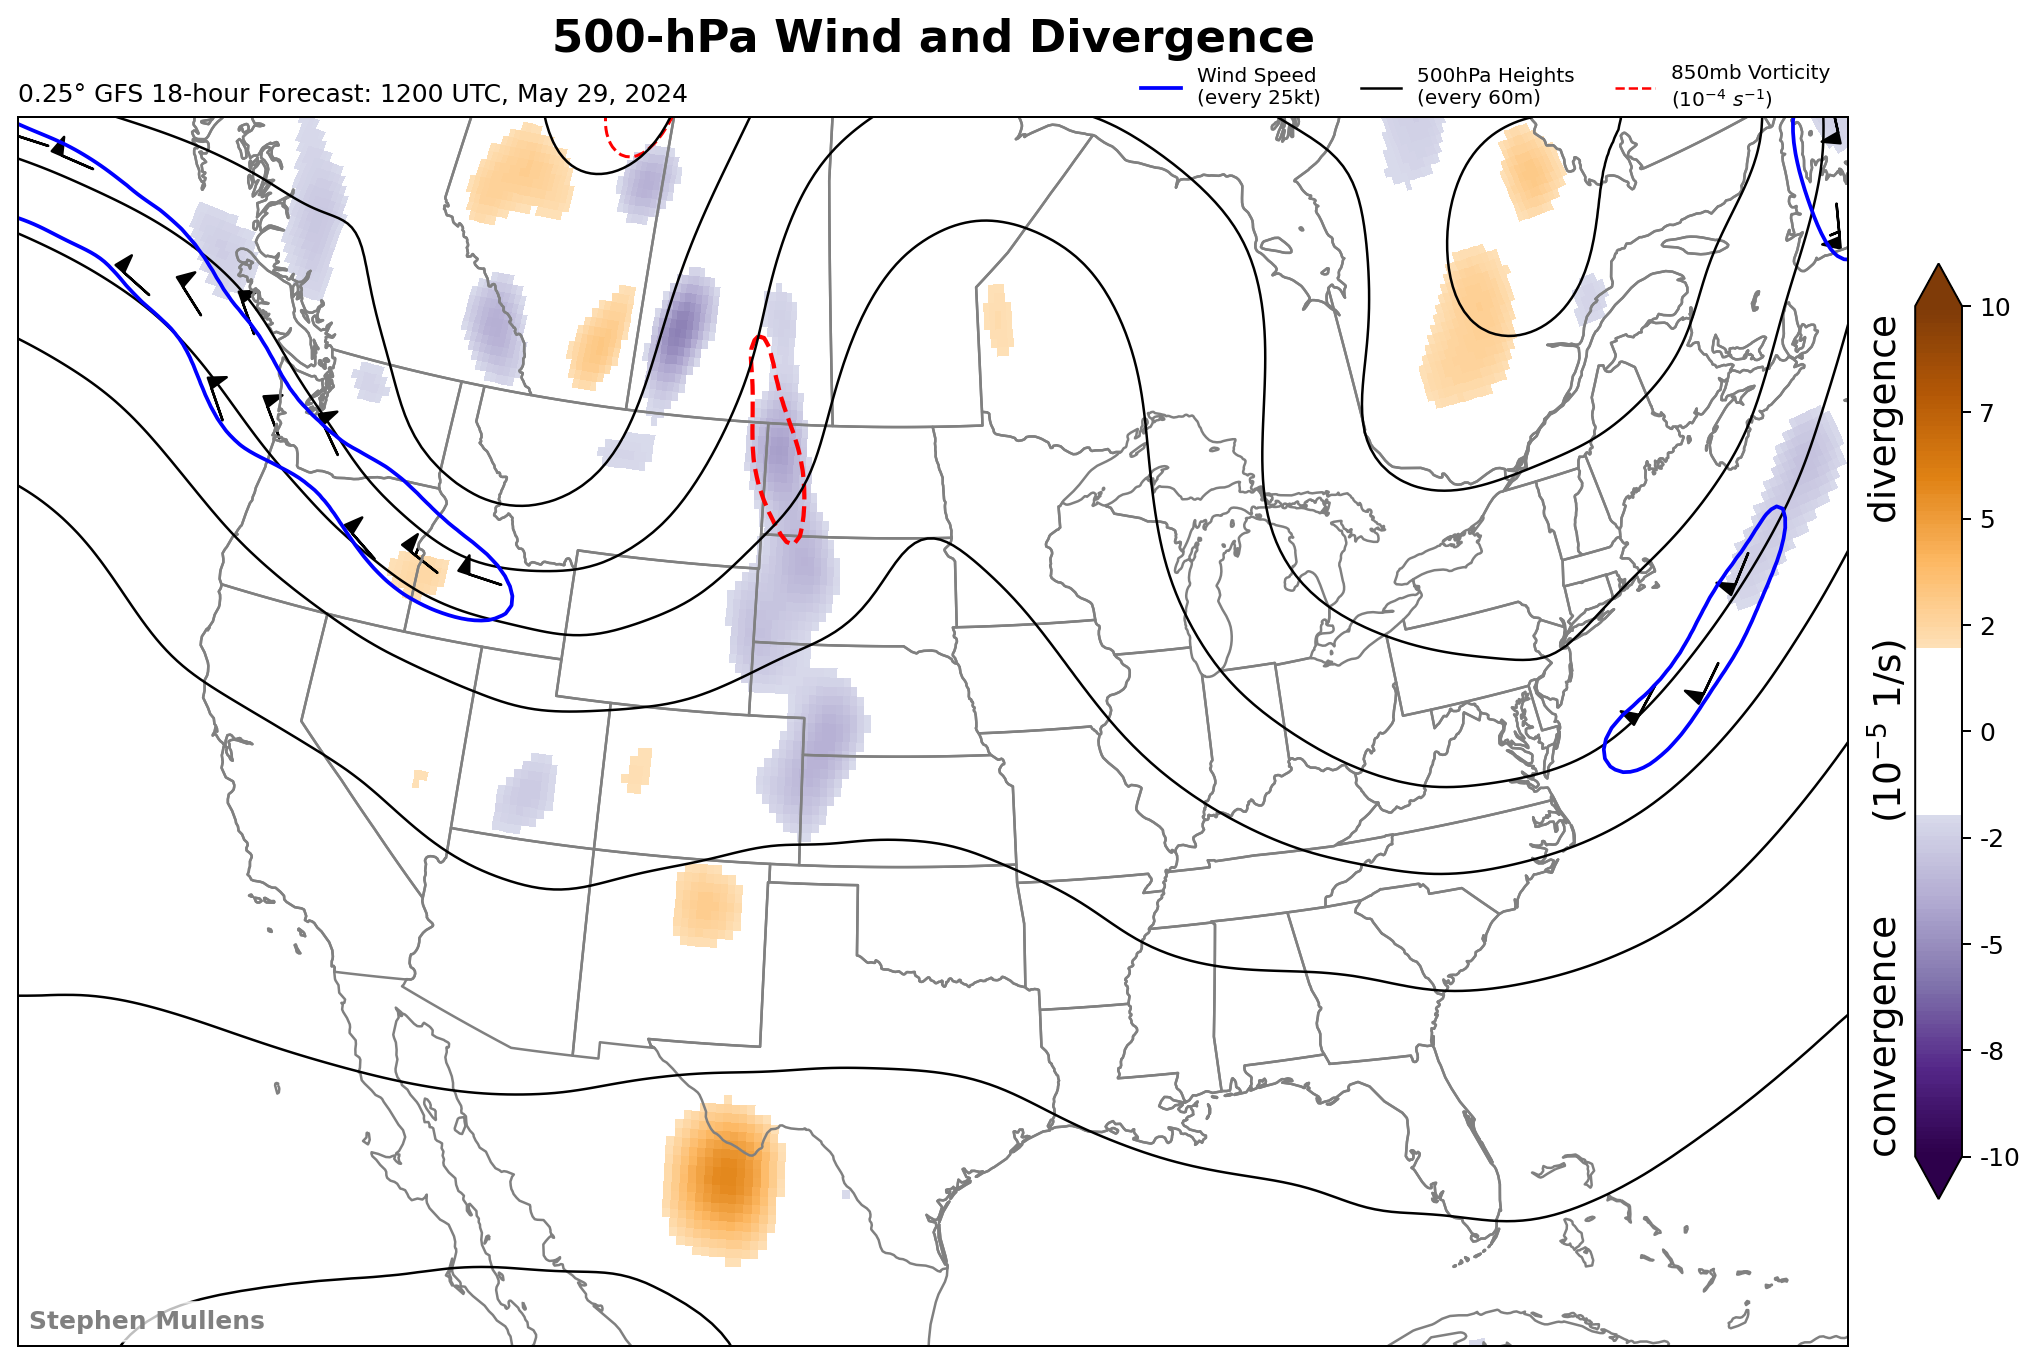 500-hPa Wind and Divergence
0.25° GFS 18-hour Forecast: 1200 UTC, May 29, 2024
Wind Speed
(every 25kt)
500hPa Heights
(every 60m)
850mb Vorticity
(10⁻⁴ s⁻¹)
10
7
5
2
0
-2
-5
-8
-10
convergence (10⁻⁵ 1/s) divergence
Stephen Mullens